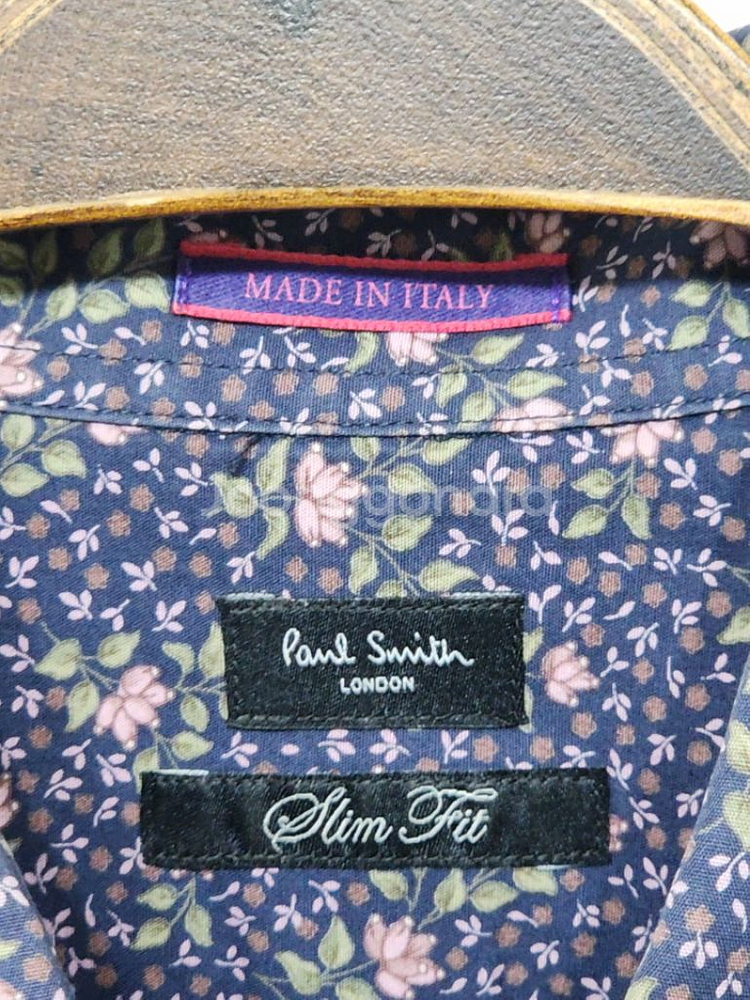 MADE IN ITALY
Paul Smith
LONDON
Slim Fit